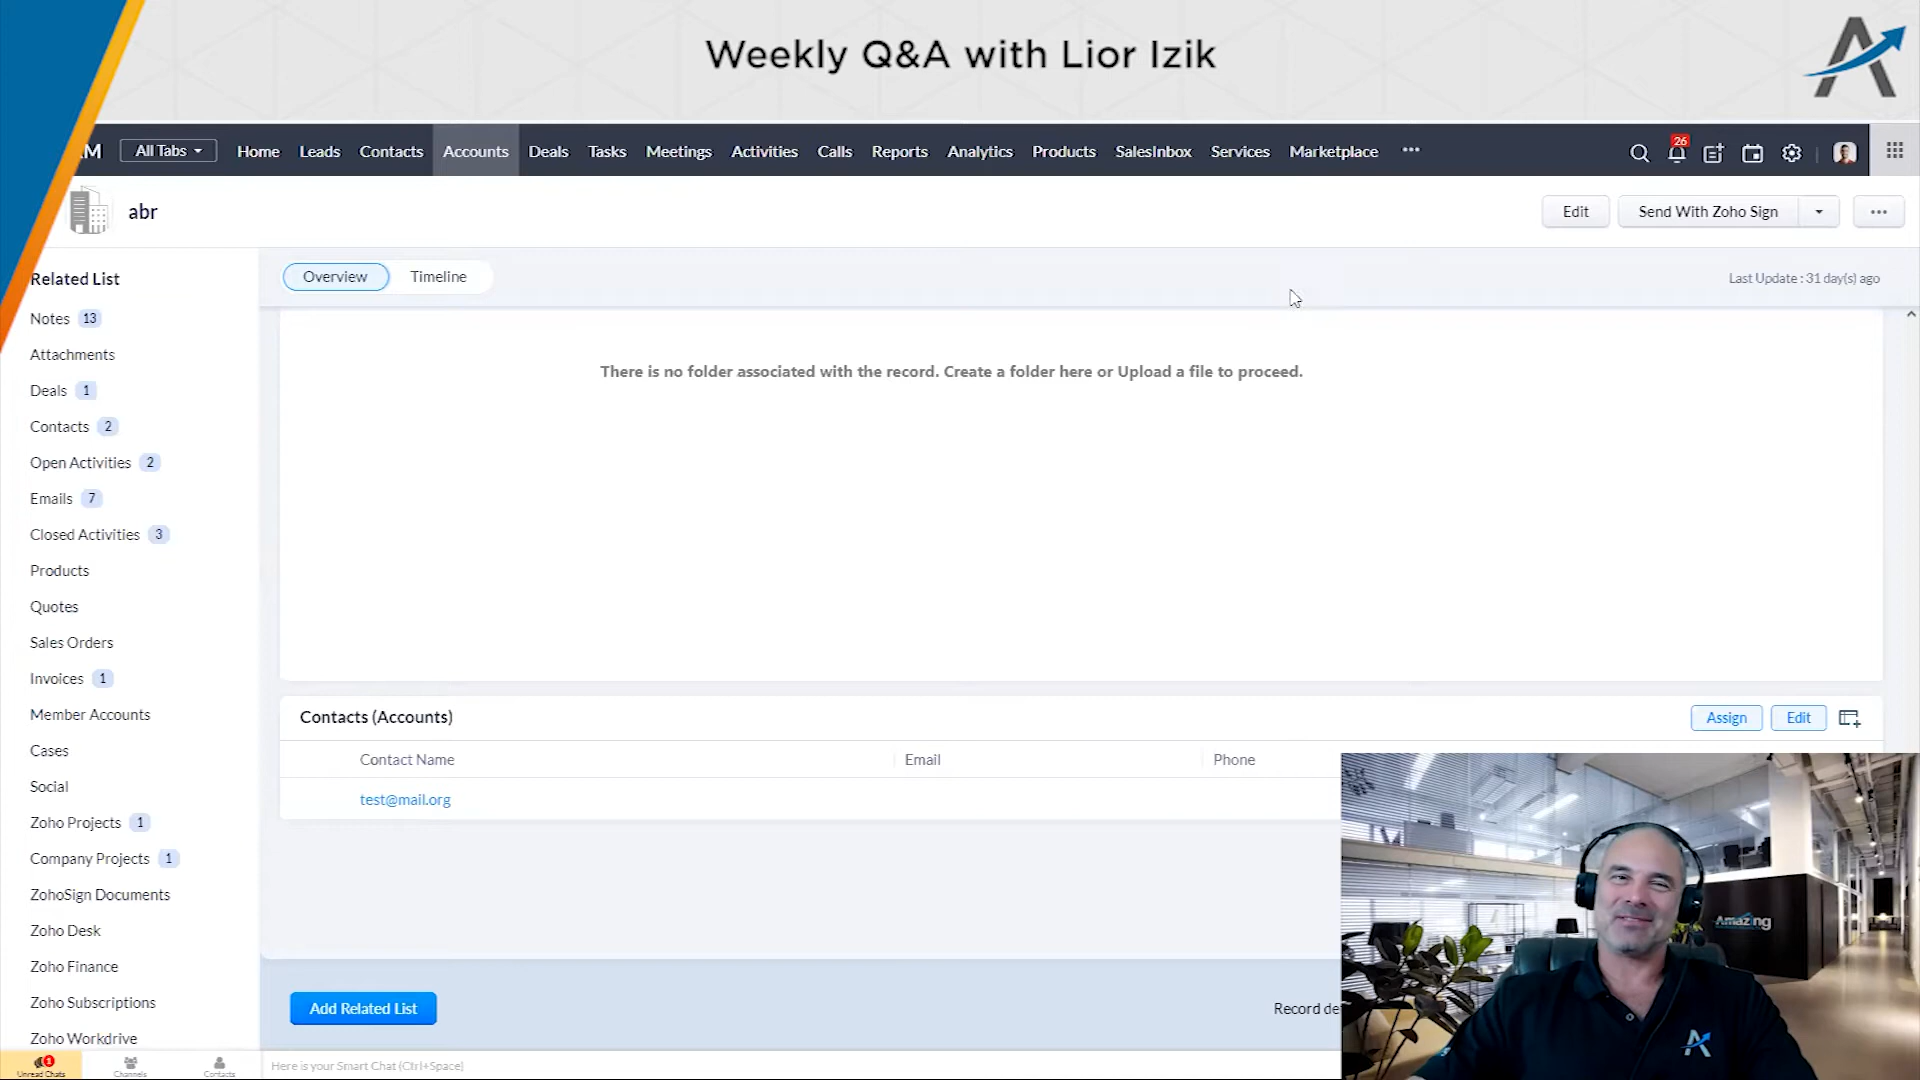 Weekly Q&A with Lior Izik
All Tabs Home Leads Contacts Accounts Deals Tasks Meetings Activities Calls Reports Analytics Products SalesInbox Services Marketplace ••• 26
abr
Edit Send With Zoho Sign •••
Related List
Overview Timeline
Last Update : 31 day(s) ago
Notes 13
Attachments
Deals 1
Contacts 2
Open Activities 2
Emails 7
Closed Activities 3
Products
Quotes
Sales Orders
Invoices 1
Member Accounts
Cases
Social
Zoho Projects 1
Company Projects 1
ZohoSign Documents
Zoho Desk
Zoho Finance
Zoho Subscriptions
Zoho Workdrive
There is no folder associated with the record. Create a folder here or Upload a file to proceed.
Contacts (Accounts) Assign Edit
Contact Name Email Phone
test@mail.org
Add Related List
Record de
Amazing
1
Unread Chats Channels Contacts
Here is your Smart Chat (Ctrl+Space)